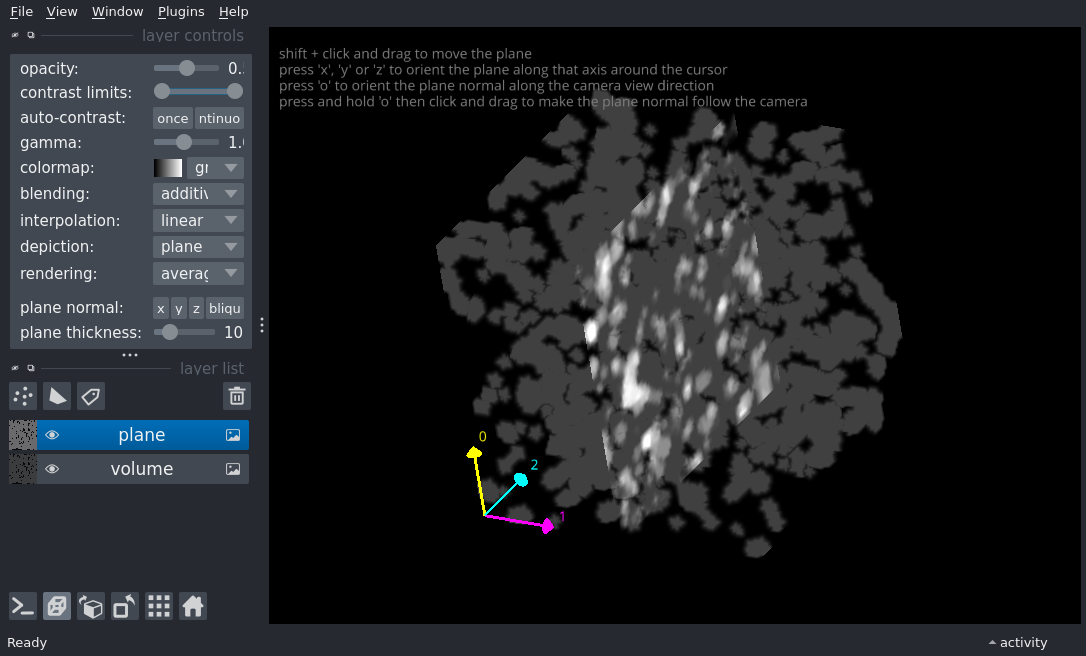 File View Window Plugins Help
layer controls
opacity: 0.
contrast limits:
auto-contrast: once ntinuo
gamma: 1.
colormap: gr
blending: additiv
interpolation: linear
depiction: plane
rendering: averag
plane normal: x y z bliqu
plane thickness: 10
layer list
plane
volume
shift + click and drag to move the plane
press 'x', 'y' or 'z' to orient the plane along that axis around the cursor
press 'o' to orient the plane normal along the camera view direction
press and hold 'o' then click and drag to make the plane normal follow the camera
0
2
1
Ready
activity